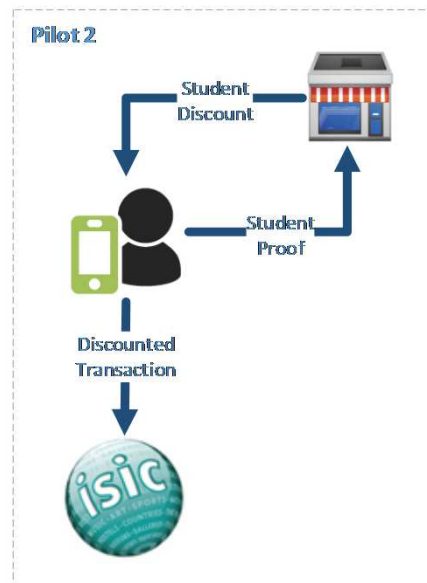 Pilot 2
Student
Discount
Student
Proof
Discounted
Transaction
isic